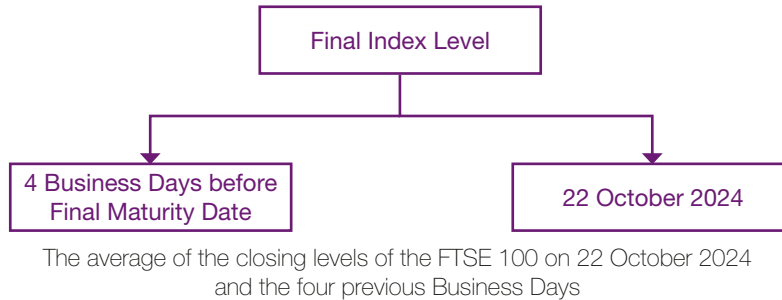 Final Index Level
4 Business Days before
Final Maturity Date
22 October 2024
The average of the closing levels of the FTSE 100 on 22 October 2024
and the four previous Business Days